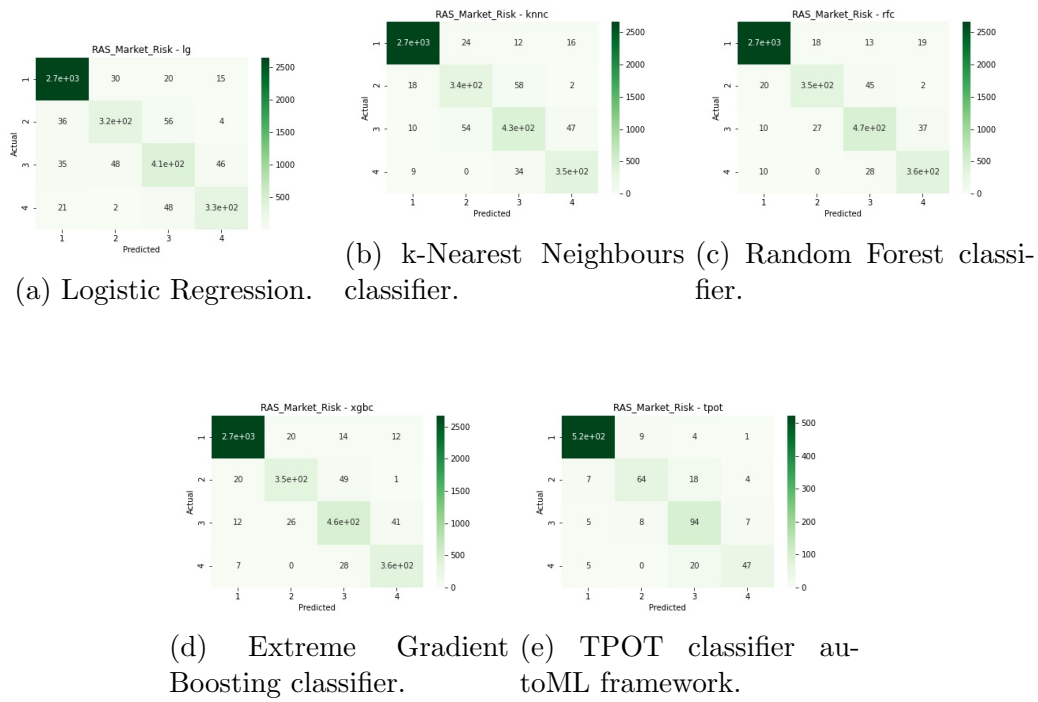 RAS_Market_Risk - lg
1 2.7e+03 30 20 15 2500
2 36 3.2e+02 56 4 2000
Actual
3 35 48 4.1e+02 46 1500
4 21 2 48 3.3e+02 1000
500
1 2 3 4
Predicted
(a) Logistic Regression.
RAS_Market_Risk - knnc
1 2.7e+03 24 12 16 2500
2 18 3.4e+02 58 2 2000
Actual
3 10 54 4.3e+02 47 1500
4 9 0 34 3.5e+02 1000
500
0
1 2 3 4
Predicted
(b) k-Nearest Neighbours
classifier.
RAS_Market_Risk - rfc
1 2.7e+03 18 13 19 2500
2 20 3.5e+02 45 2 2000
Actual
3 10 27 4.7e+02 37 1500
4 10 0 28 3.6e+02 1000
500
0
1 2 3 4
Predicted
(c) Random Forest classi-
fier.
RAS_Market_Risk - xgbc
1 2.7e+03 20 14 12 2500
2 20 3.5e+02 49 1 2000
Actual
3 12 26 4.6e+02 41 1500
4 7 0 28 3.6e+02 1000
500
0
1 2 3 4
Predicted
(d) Extreme Gradient
Boosting classifier.
RAS_Market_Risk - tpot
1 5.2e+02 9 4 1 500
2 7 64 18 4 400
Actual
3 5 8 94 7 300
4 5 0 20 47 200
100
0
1 2 3 4
Predicted
(e) TPOT classifier au-
toML framework.